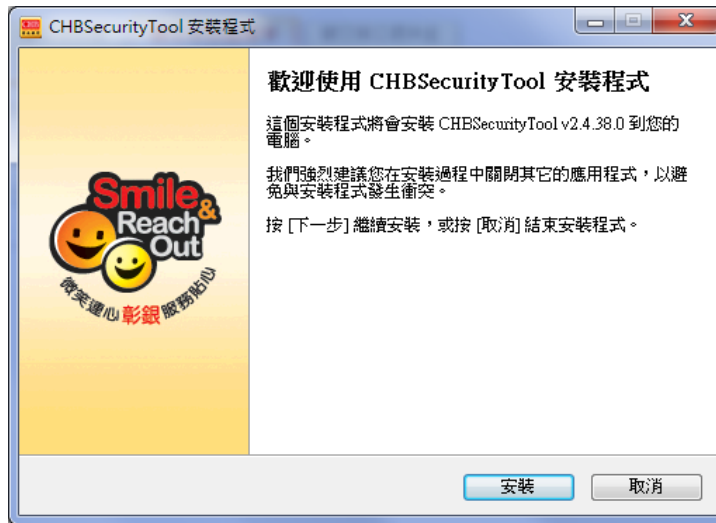 CHBSecurityTool 安裝程式
歡迎使用 CHBSecurityTool 安裝程式
這個安裝程式將會安裝 CHBSecurityTool v2.4.38.0 到您的
電腦。
我們強烈建議您在安裝過程中關閉其它的應用程式，以避
免與安裝程式發生衝突。
按 [下一步] 繼續安裝，或按 [取消] 結束安裝程式。
Smile &
Reach
Out
微笑連心彰銀服務貼心
安裝
取消